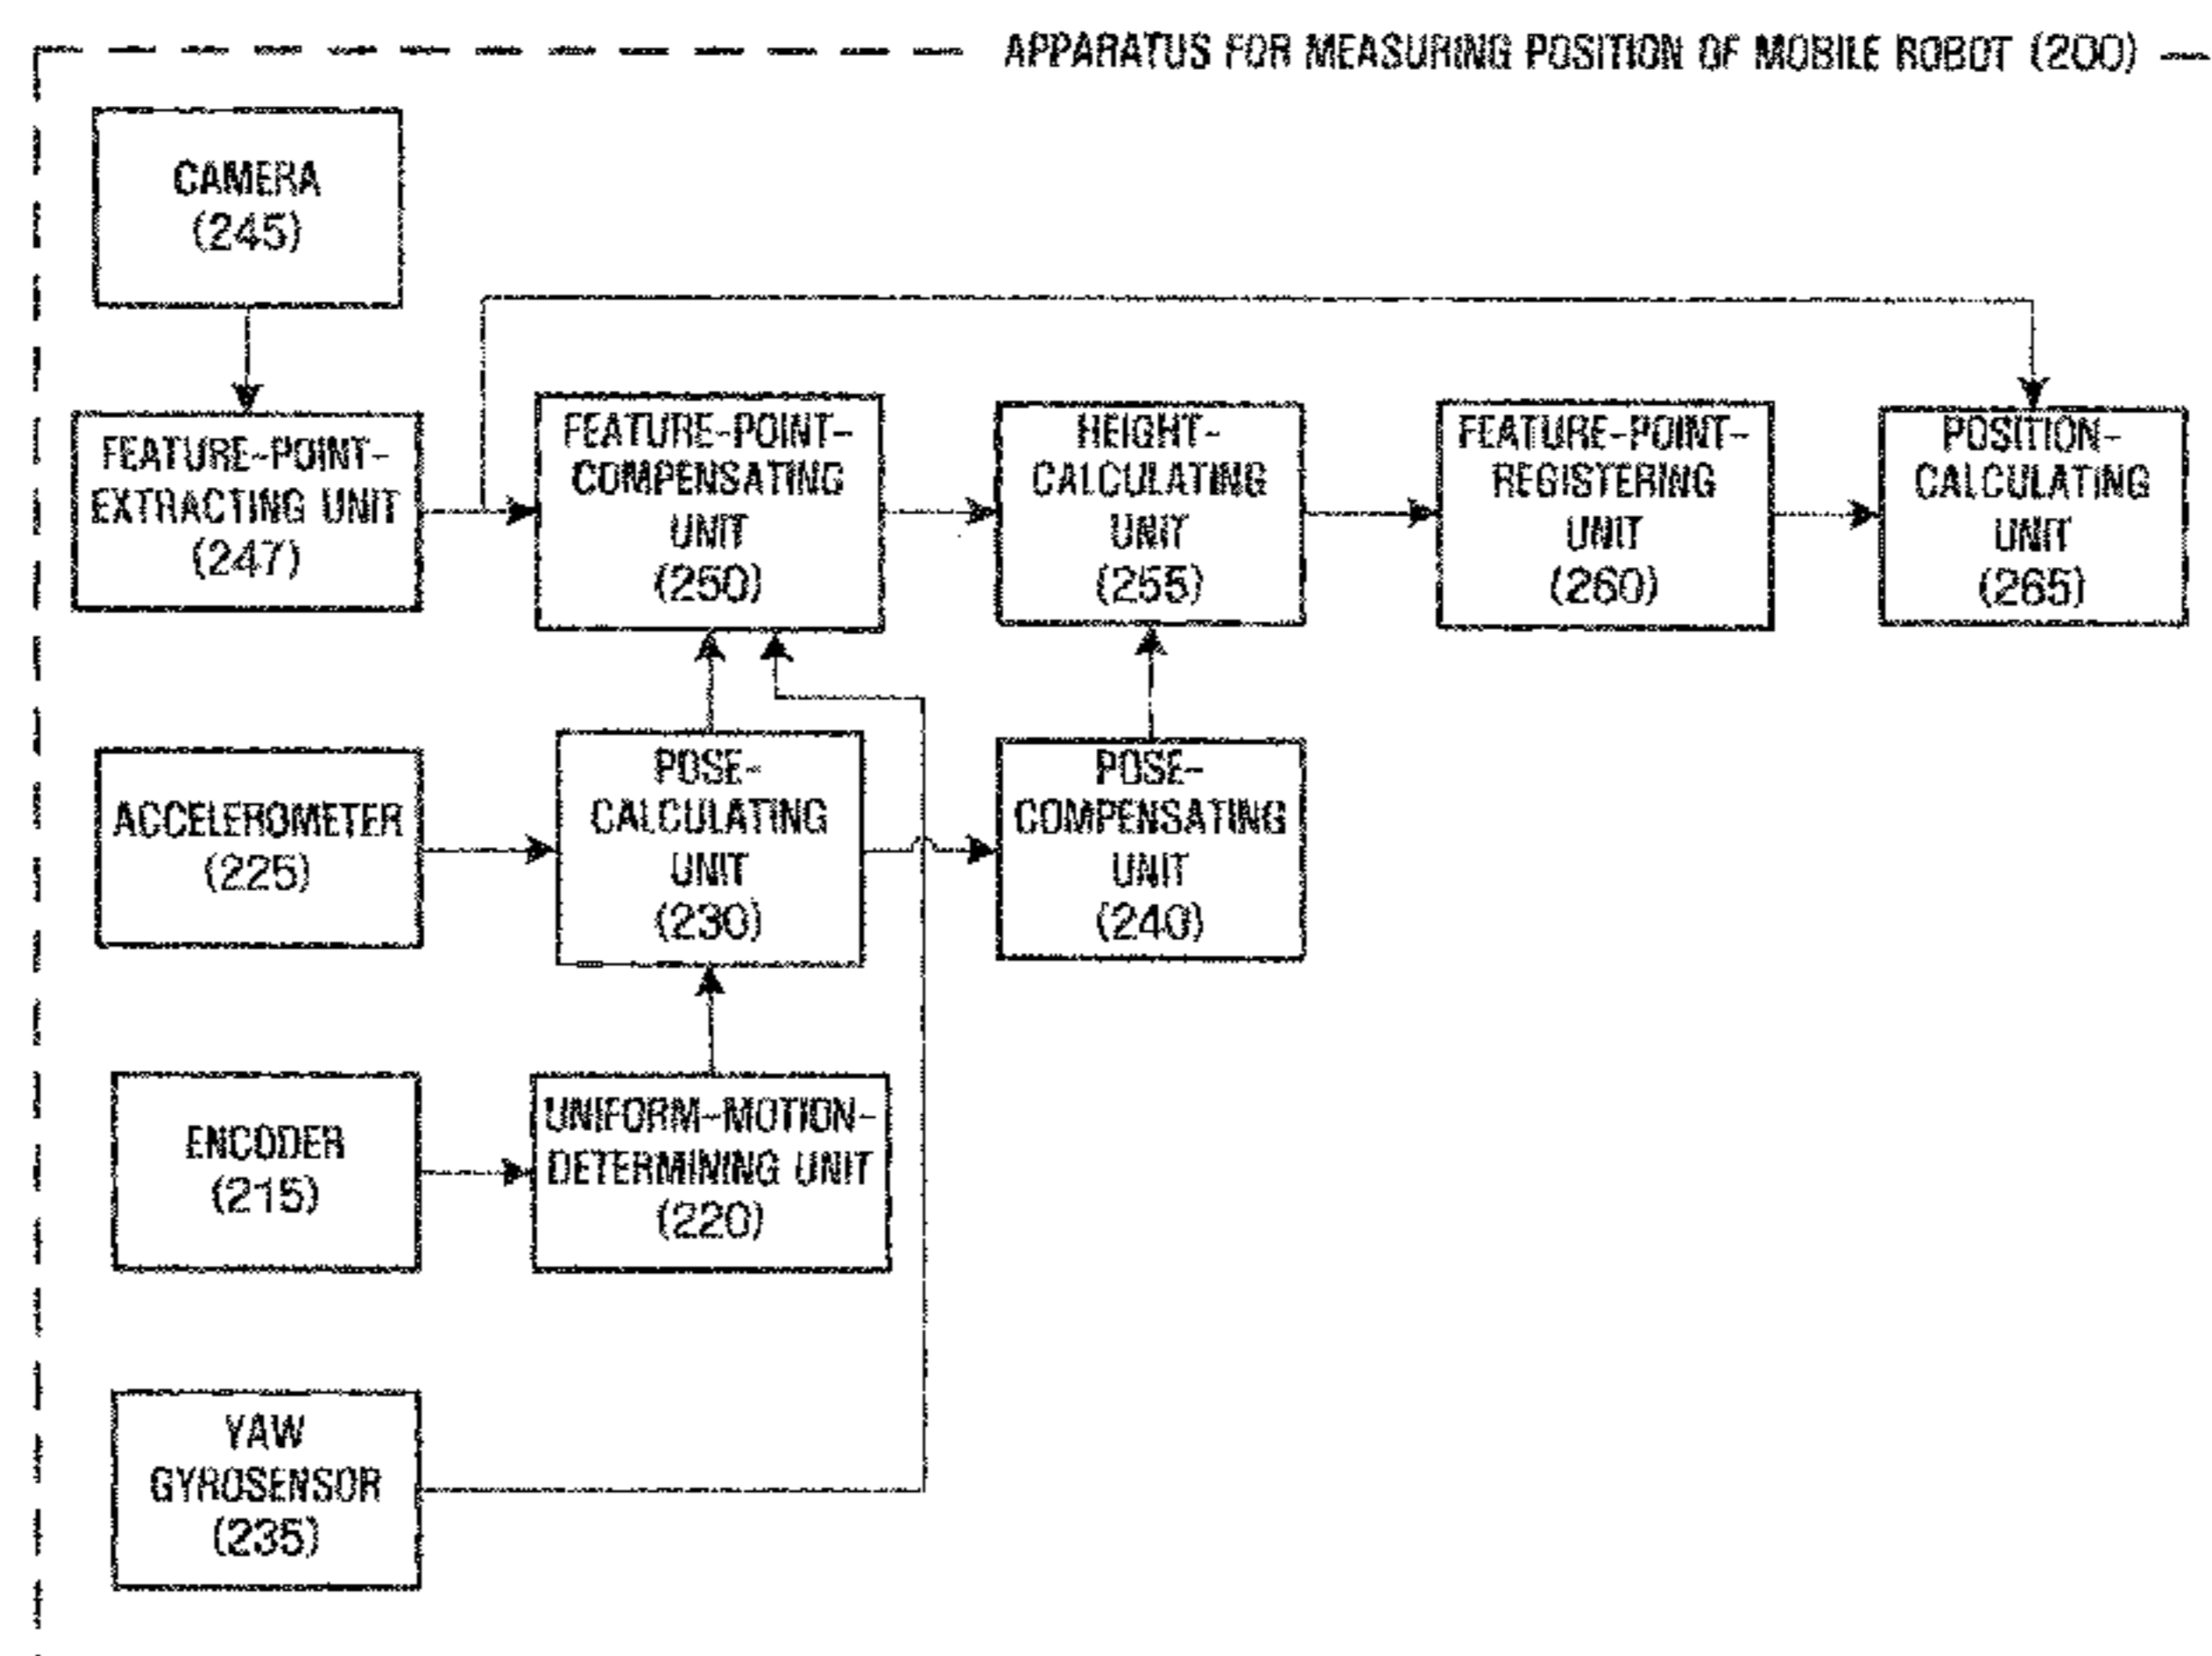 APPARATUS FOR MEASURING POSITION OF MOBILE ROBOT (200)
CAMERA
(245)
FEATURE-POINT-
EXTRACTING UNIT
(247)
FEATURE-POINT-
COMPENSATING
UNIT
(250)
HEIGHT-
CALCULATING
UNIT
(255)
FEATURE-POINT-
REGISTERING
UNIT
(260)
POSITION-
CALCULATING
UNIT
(265)
ACCELEROMETER
(225)
POSE-
CALCULATING
UNIT
(230)
POSE-
COMPENSATING
UNIT
(240)
ENCODER
(215)
UNIFORM-MOTION-
DETERMINING UNIT
(220)
YAW
GYROSENSOR
(235)